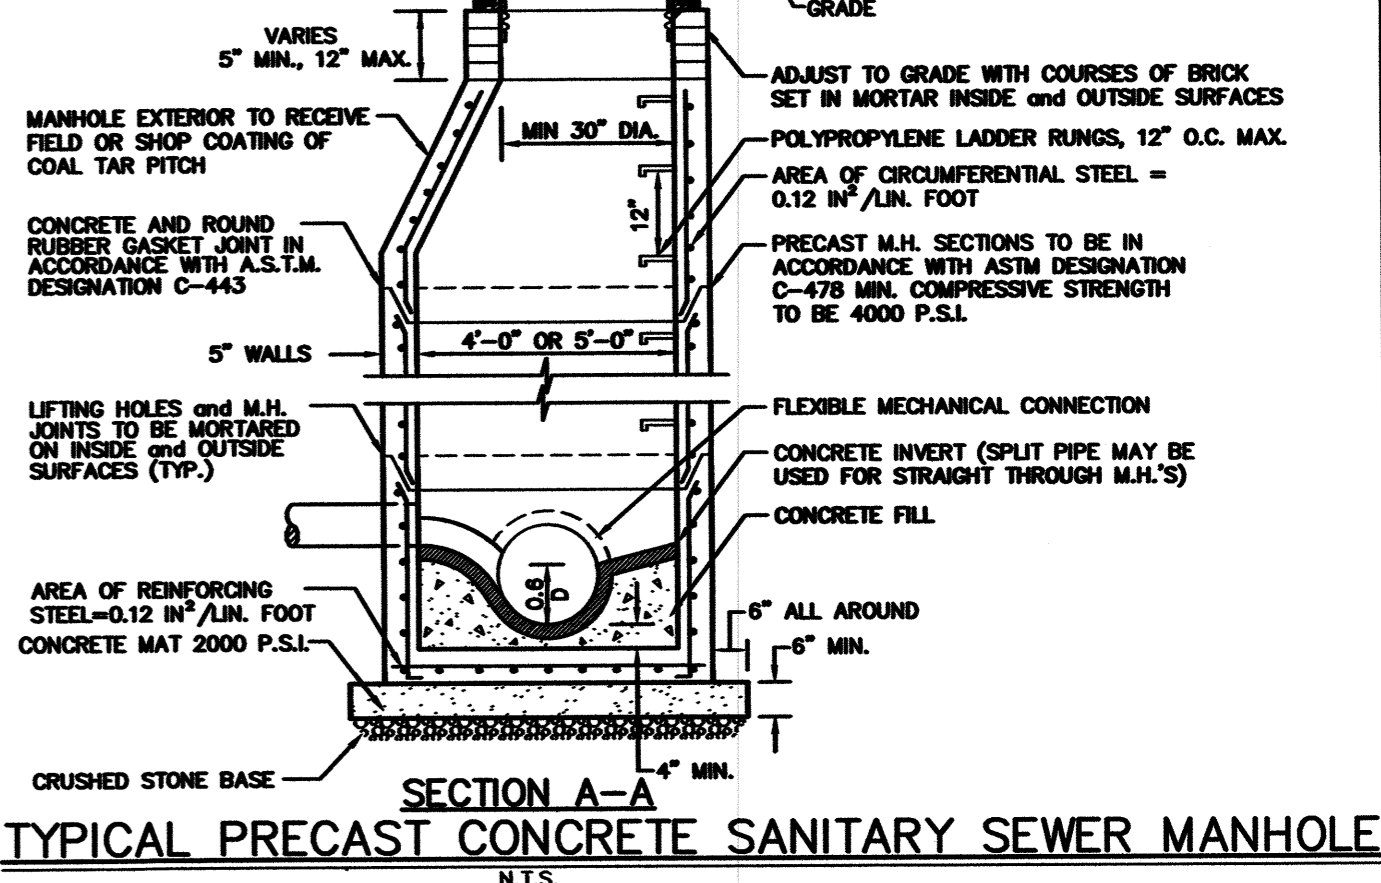 GRADE
VARIES
5" MIN., 12" MAX.
ADJUST TO GRADE WITH COURSES OF BRICK
SET IN MORTAR INSIDE and OUTSIDE SURFACES
MANHOLE EXTERIOR TO RECEIVE
FIELD OR SHOP COATING OF
COAL TAR PITCH
MIN 30" DIA.
POLYPROPYLENE LADDER RUNGS, 12" O.C. MAX.
AREA OF CIRCUMFERENTIAL STEEL =
0.12 IN²/LIN. FOOT
12"
CONCRETE AND ROUND
RUBBER GASKET JOINT IN
ACCORDANCE WITH A.S.T.M.
DESIGNATION C-443
PRECAST M.H. SECTIONS TO BE IN
ACCORDANCE WITH ASTM DESIGNATION
C-478 MIN. COMPRESSIVE STRENGTH
TO BE 4000 P.S.I.
5" WALLS
4'-0" OR 5'-0"
LIFTING HOLES and M.H.
JOINTS TO BE MORTARED
ON INSIDE and OUTSIDE
SURFACES (TYP.)
FLEXIBLE MECHANICAL CONNECTION
CONCRETE INVERT (SPLIT PIPE MAY BE
USED FOR STRAIGHT THROUGH M.H.'S)
CONCRETE FILL
0.6
D
AREA OF REINFORCING
STEEL=0.12 IN²/LIN. FOOT
CONCRETE MAT 2000 P.S.I.
6" ALL AROUND
6" MIN.
CRUSHED STONE BASE
4" MIN.
SECTION A-A
TYPICAL PRECAST CONCRETE SANITARY SEWER MANHOLE
N.T.S.